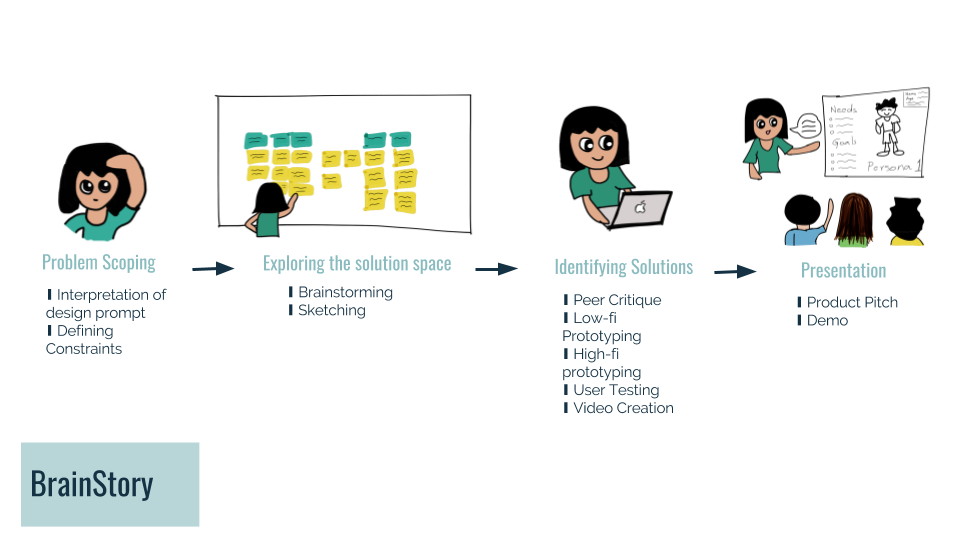 Needs
Goals
Persona 1
Problem Scoping
Interpretation of
design prompt
Defining
Constraints
Exploring the solution space
Brainstorming
Sketching
Identifying Solutions
Peer Critique
Low-fi
Prototyping
High-fi
prototyping
User Testing
Video Creation
Presentation
Product Pitch
Demo
BrainStory